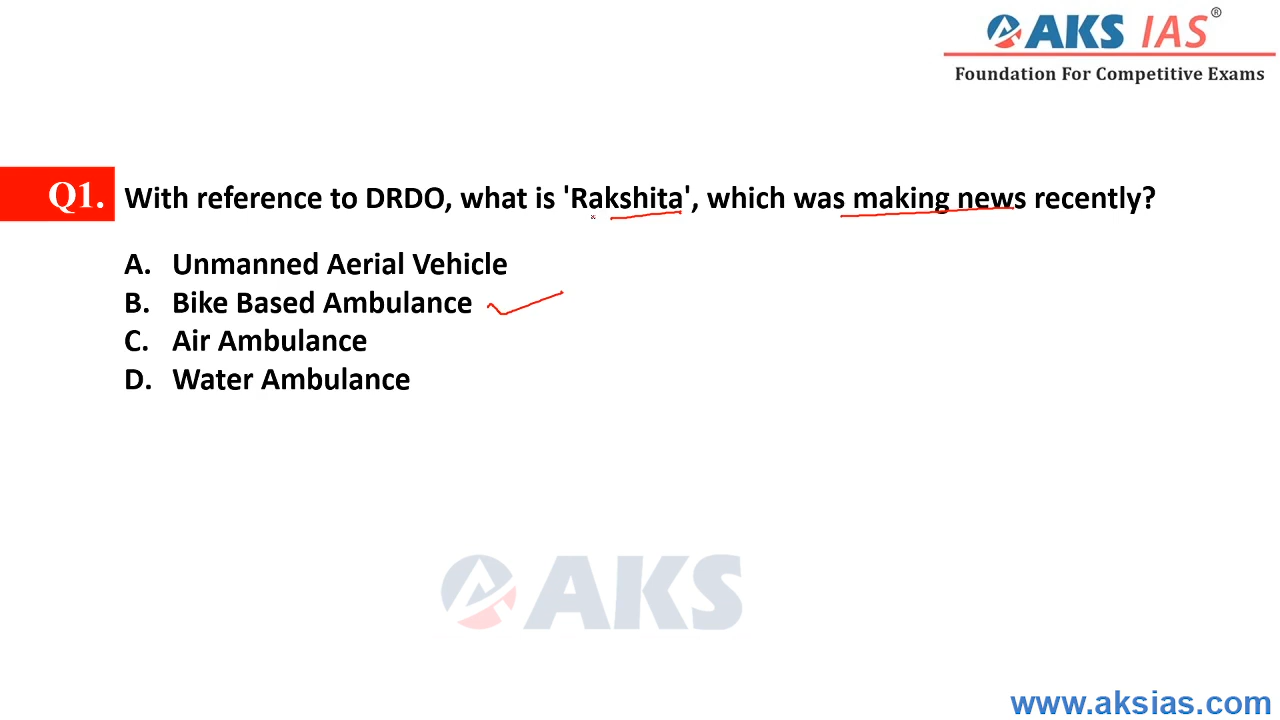 AKS IAS®
Foundation For Competitive Exams
Q1. With reference to DRDO, what is 'Rakshita', which was making news recently?
A. Unmanned Aerial Vehicle
B. Bike Based Ambulance
C. Air Ambulance
D. Water Ambulance
AKS
www.aksias.com